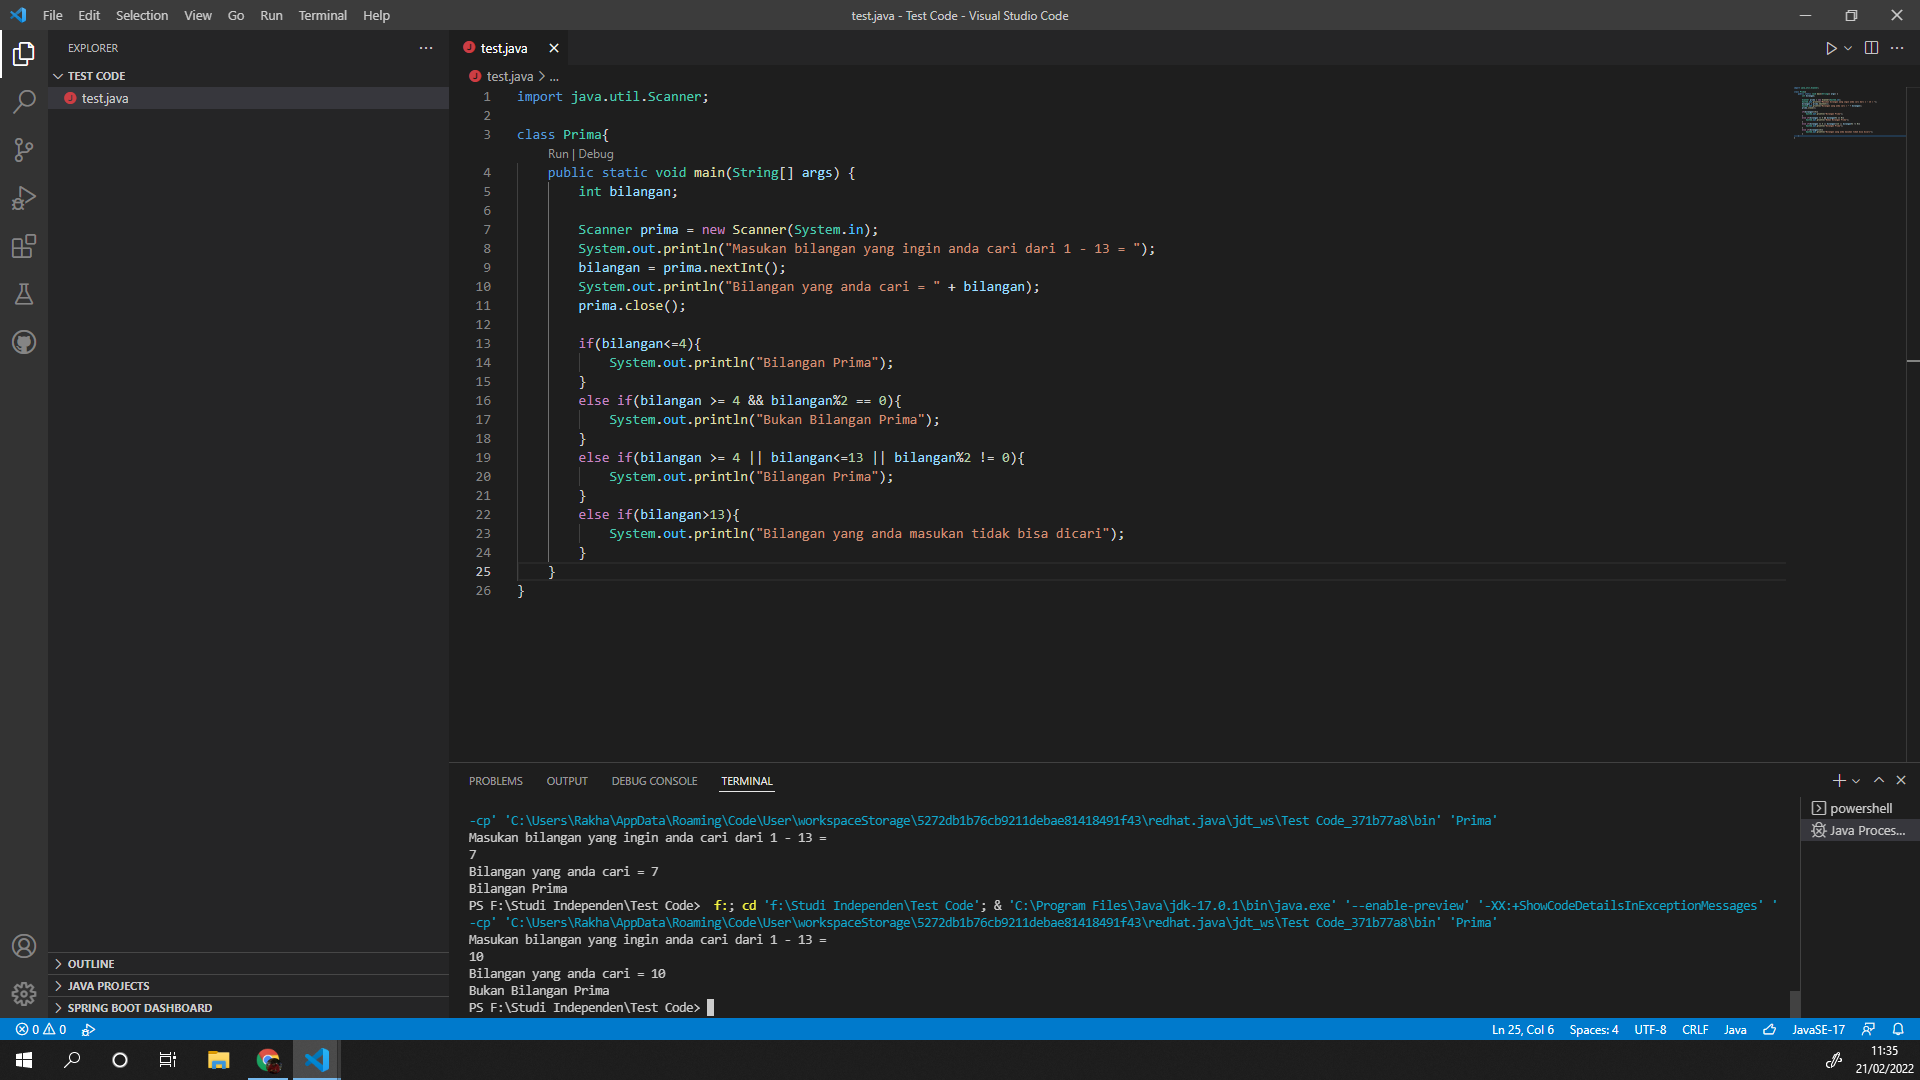 File Edit Selection View Go Run Terminal Help
test.java - Test Code - Visual Studio Code
EXPLORER
TEST CODE
test.java
test.java
test.java > ...
1 import java.util.Scanner;
2
3 class Prima{
Run | Debug
4 public static void main(String[] args) {
5 int bilangan;
6
7 Scanner prima = new Scanner(System.in);
8 System.out.println("Masukan bilangan yang ingin anda cari dari 1 - 13 = ");
9 bilangan = prima.nextInt();
10 System.out.println("Bilangan yang anda cari = " + bilangan);
11 prima.close();
12
13 if(bilangan<=4){
14 System.out.println("Bilangan Prima");
15 }
16 else if(bilangan >= 4 && bilangan%2 == 0){
17 System.out.println("Bukan Bilangan Prima");
18 }
19 else if(bilangan >= 4 || bilangan<=13 || bilangan%2 != 0){
20 System.out.println("Bilangan Prima");
21 }
22 else if(bilangan>13){
23 System.out.println("Bilangan yang anda masukan tidak bisa dicari");
24 }
25 }
26 }
PROBLEMS OUTPUT DEBUG CONSOLE TERMINAL
-cp' 'C:\Users\Rakha\AppData\Roaming\Code\User\workspaceStorage\5272db1b76cb9211debae81418491f43\redhat.java\jdt_ws\Test Code_371b77a8\bin' 'Prima'
Masukan bilangan yang ingin anda cari dari 1 - 13 =
7
Bilangan yang anda cari = 7
Bilangan Prima
PS F:\Studi Independen\Test Code>  f:; cd 'f:\Studi Independen\Test Code'; & 'C:\Program Files\Java\jdk-17.0.1\bin\java.exe' '--enable-preview' '-XX:+ShowCodeDetailsInExceptionMessages' '
-cp' 'C:\Users\Rakha\AppData\Roaming\Code\User\workspaceStorage\5272db1b76cb9211debae81418491f43\redhat.java\jdt_ws\Test Code_371b77a8\bin' 'Prima'
Masukan bilangan yang ingin anda cari dari 1 - 13 =
10
Bilangan yang anda cari = 10
Bukan Bilangan Prima
PS F:\Studi Independen\Test Code>
powershell
Java Proces...
OUTLINE
JAVA PROJECTS
SPRING BOOT DASHBOARD
0 0
Ln 25, Col 6 Spaces: 4 UTF-8 CRLF Java JavaSE-17
11:35
21/02/2022